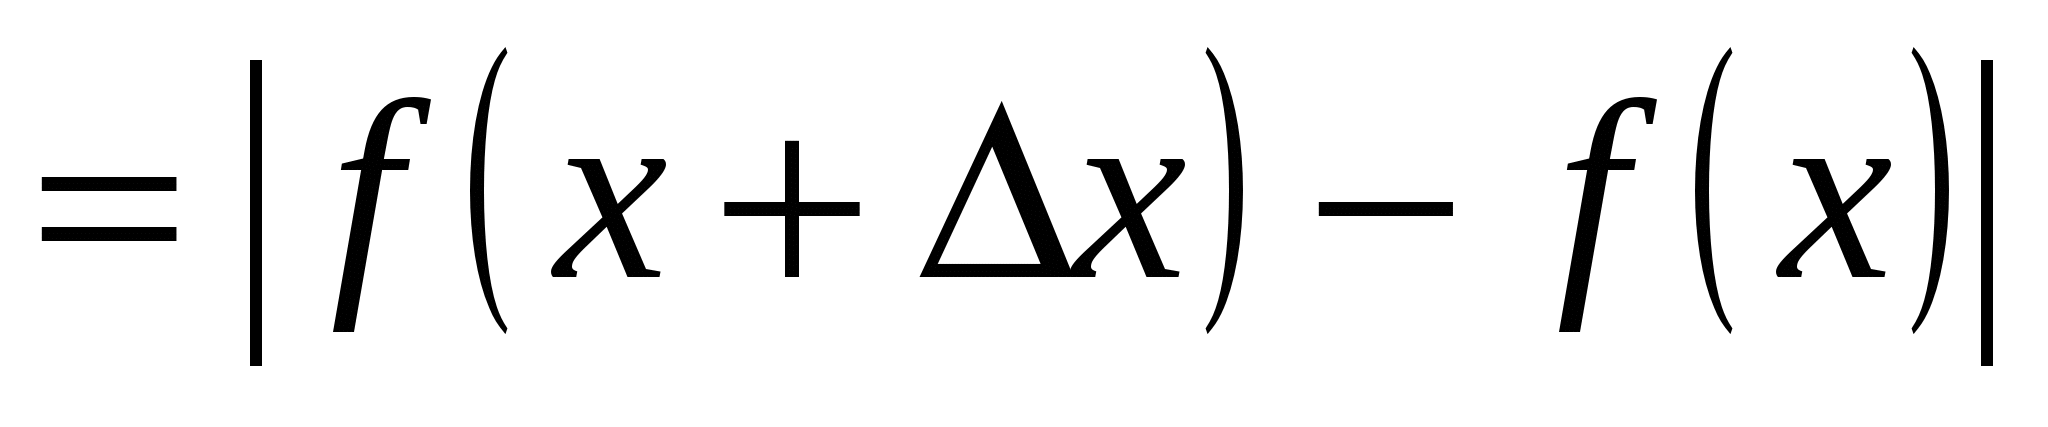 = | f ( x + Δx ) − f ( x ) |